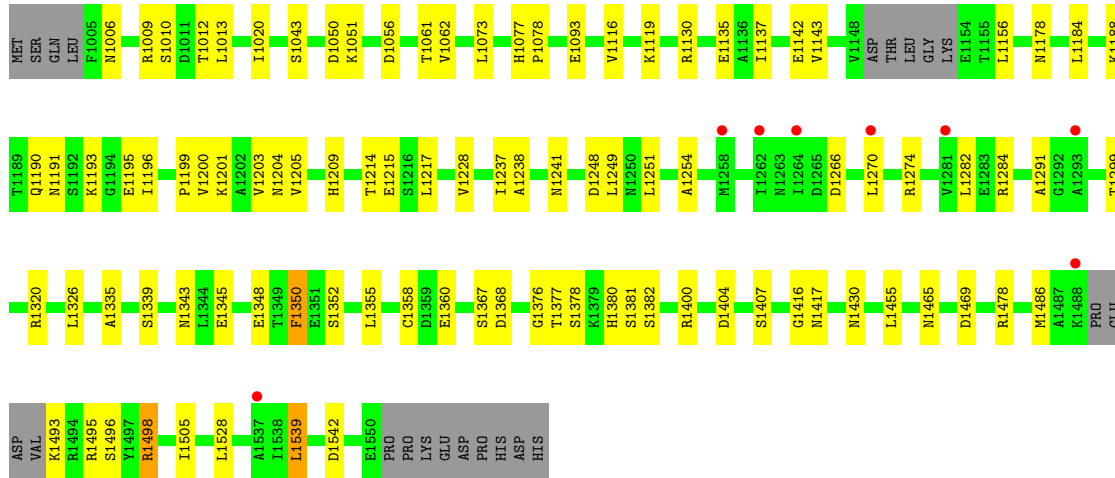 MET SER GLN LEU F1005 N1006 R1009 S1010 D1011 T1012 L1013 I1020 S1043 D1050 K1051 D1056 T1061 V1062 L1073 H1077 P1078 E1093 V1116 K1119 R1130 E1135 A1136 I1137 E1142 V1143 V1148 ASP THR LEU GLY LYS E1154 T1155 L1156 N1178 L1184
T1189 Q1190 N1191 S1192 K1193 G1194 E1195 I1196 P1199 V1200 K1201 A1202 V1203 N1204 V1205 H1209 T1214 E1215 S1216 L1217 V1228 I1237 A1238 N1241 D1248 L1249 N1250 L1251 A1254 M1258 I1262 N1263 I1264 D1265 D1266 L1270 R1274 V1281 L1282 E1283 R1284 A1291 G1292 A1293
R1320 L1326 A1335 S1339 N1343 L1344 E1345 E1348 T1349 F1350 E1351 S1352 L1355 C1358 D1359 E1360 S1367 D1368 G1376 T1377 S1378 K1379 H1380 S1381 S1382 R1400 D1404 S1407 G1416 N1417 N1430 L1455 N1465 D1469 R1478 M1486 A1487 K1488 PRO GLU
ASP VAL K1493 R1494 R1495 S1496 Y1497 R1498 I1505 L1528 A1537 I1538 L1539 D1542 E1550 PRO PRO LYS GLU ASP PRO HIS ASP HIS